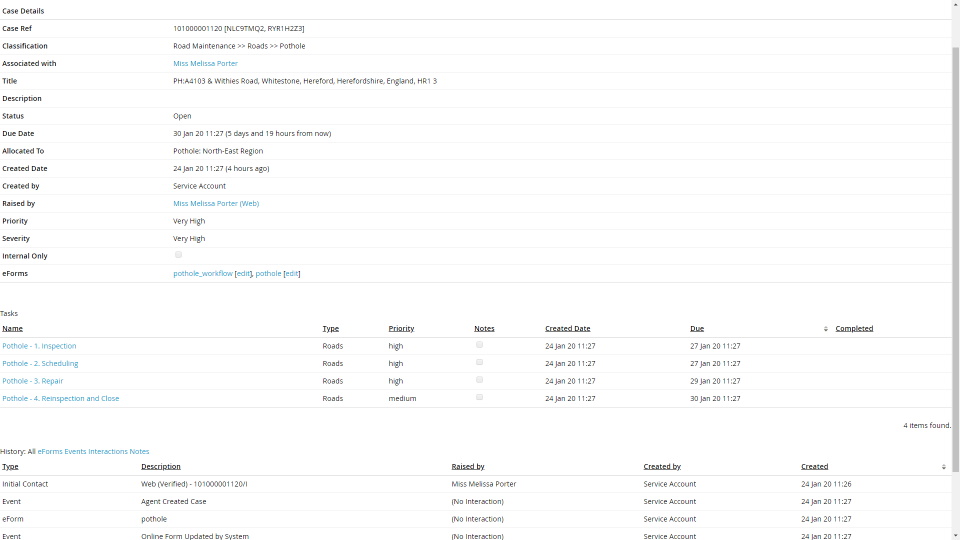 Case Details
Case Ref 101000001120 [NLC9TMQ2, RYR1H2Z3]
Classification Road Maintenance >> Roads >> Pothole
Associated with Miss Melissa Porter
Title PH:A4103 & Withies Road, Whitestone, Hereford, Herefordshire, England, HR1 3
Description
Status Open
Due Date 30 Jan 20 11:27 (5 days and 19 hours from now)
Allocated To Pothole: North-East Region
Created Date 24 Jan 20 11:27 (4 hours ago)
Created by Service Account
Raised by Miss Melissa Porter (Web)
Priority Very High
Severity Very High
Internal Only
eForms pothole_workflow [edit], pothole [edit]
Tasks
Name Type Priority Notes Created Date Due Completed
Pothole - 1. Inspection Roads high 24 Jan 20 11:27 27 Jan 20 11:27
Pothole - 2. Scheduling Roads high 24 Jan 20 11:27 27 Jan 20 11:27
Pothole - 3. Repair Roads high 24 Jan 20 11:27 29 Jan 20 11:27
Pothole - 4. Reinspection and Close Roads medium 24 Jan 20 11:27 30 Jan 20 11:27
4 items found.
History: All eForms Events Interactions Notes
Type Description Raised by Created by Created
Initial Contact Web (Verified) - 101000001120/I Miss Melissa Porter Service Account 24 Jan 20 11:26
Event Agent Created Case (No Interaction) Service Account 24 Jan 20 11:27
eForm pothole (No Interaction) Service Account 24 Jan 20 11:27
Event Online Form Updated by System (No Interaction) Service Account 24 Jan 20 11:27